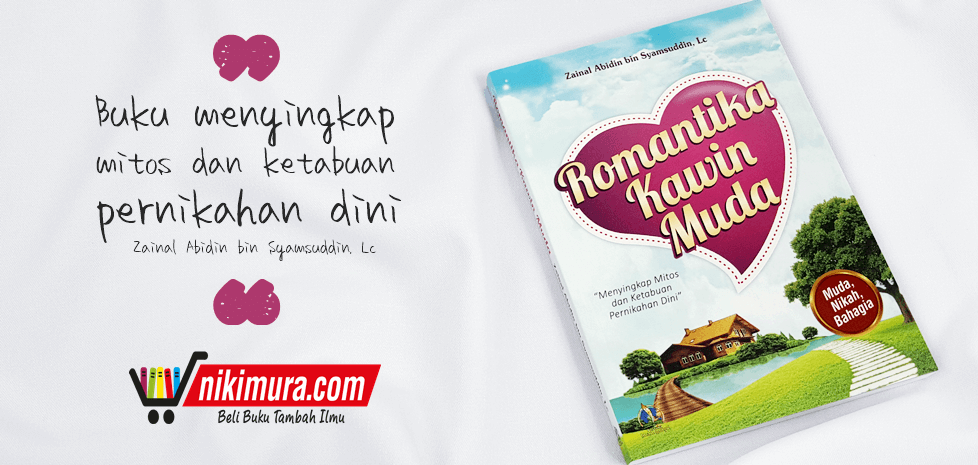 Buku menyingkap
mitos dan ketabuan
pernikahan dini
Zainal Abidin bin Syamsuddin, Lc
nikimura.com
Beli Buku Tambah Ilmu
Zainal Abidin bin Syamsuddin, Lc
Romantika
Kawin
Muda
"Menyingkap Mitos
dan Ketabuan
Pernikahan Dini"
Muda,
Nikah,
Bahagia